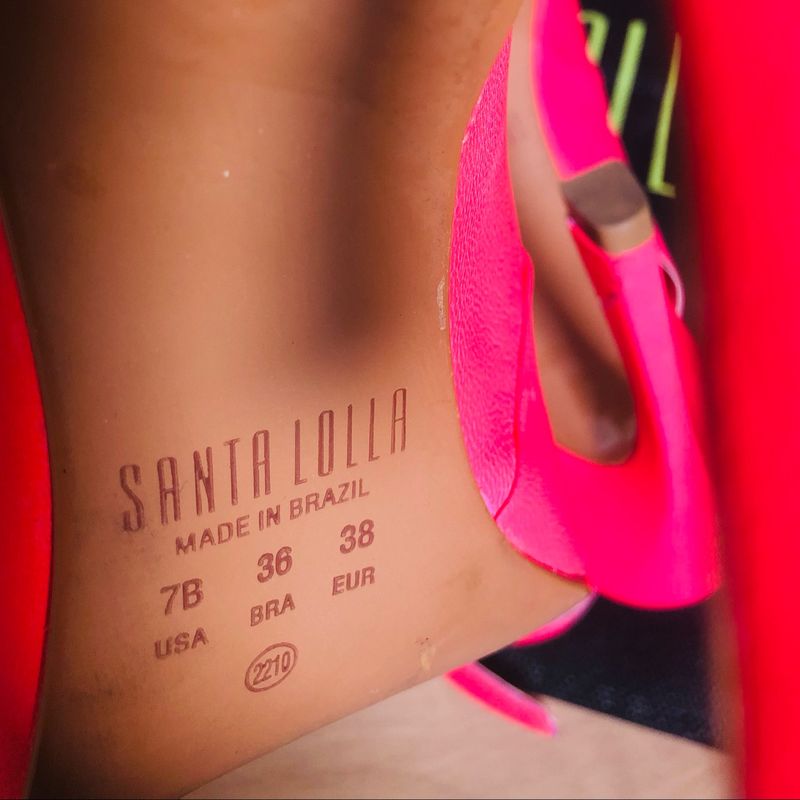 SANTA LOLLA
MADE IN BRAZIL
7B 36 38
USA BRA EUR
2210